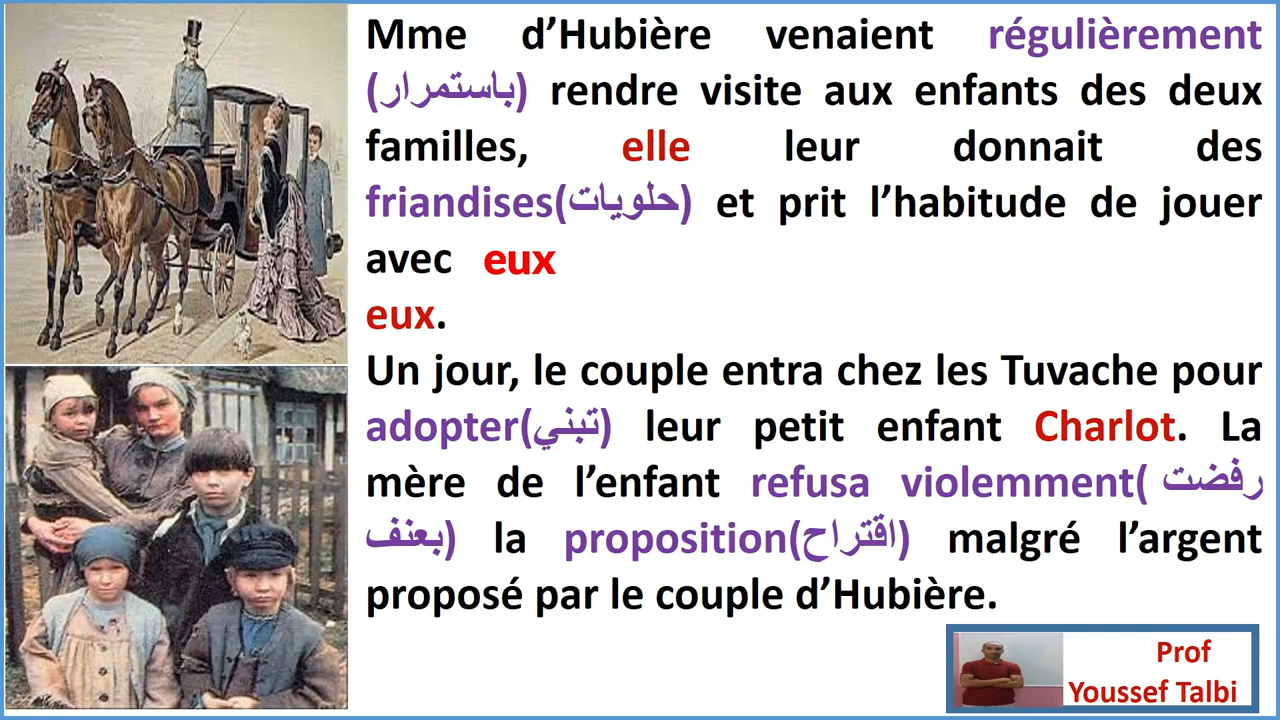 Mme d’Hubière venaient régulièrement
(باستمرار) rendre visite aux enfants des deux
familles, elle leur donnait des
friandises(حلويات) et prit l’habitude de jouer
avec eux
eux.
Un jour, le couple entra chez les Tuvache pour
adopter(تبني) leur petit enfant Charlot. La
mère de l’enfant refusa violemment( رفضت
بعنف) la proposition(اقتراح) malgré l’argent
proposé par le couple d’Hubière.
Prof
Youssef Talbi